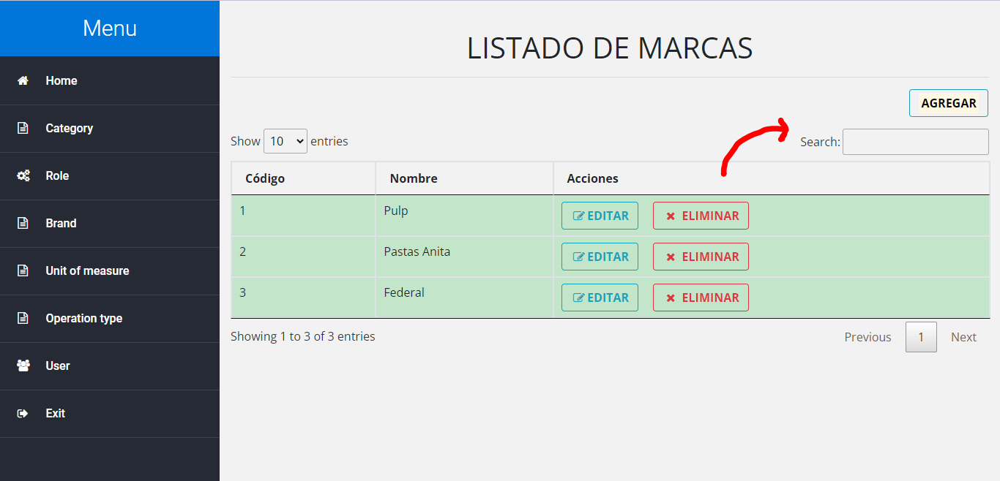 Menu
Home
Category
Role
Brand
Unit of measure
Operation type
User
Exit
LISTADO DE MARCAS
AGREGAR
Show 10 entries
Search:
Código Nombre Acciones
1 Pulp EDITAR ELIMINAR
2 Pastas Anita EDITAR ELIMINAR
3 Federal EDITAR ELIMINAR
Showing 1 to 3 of 3 entries
Previous 1 Next